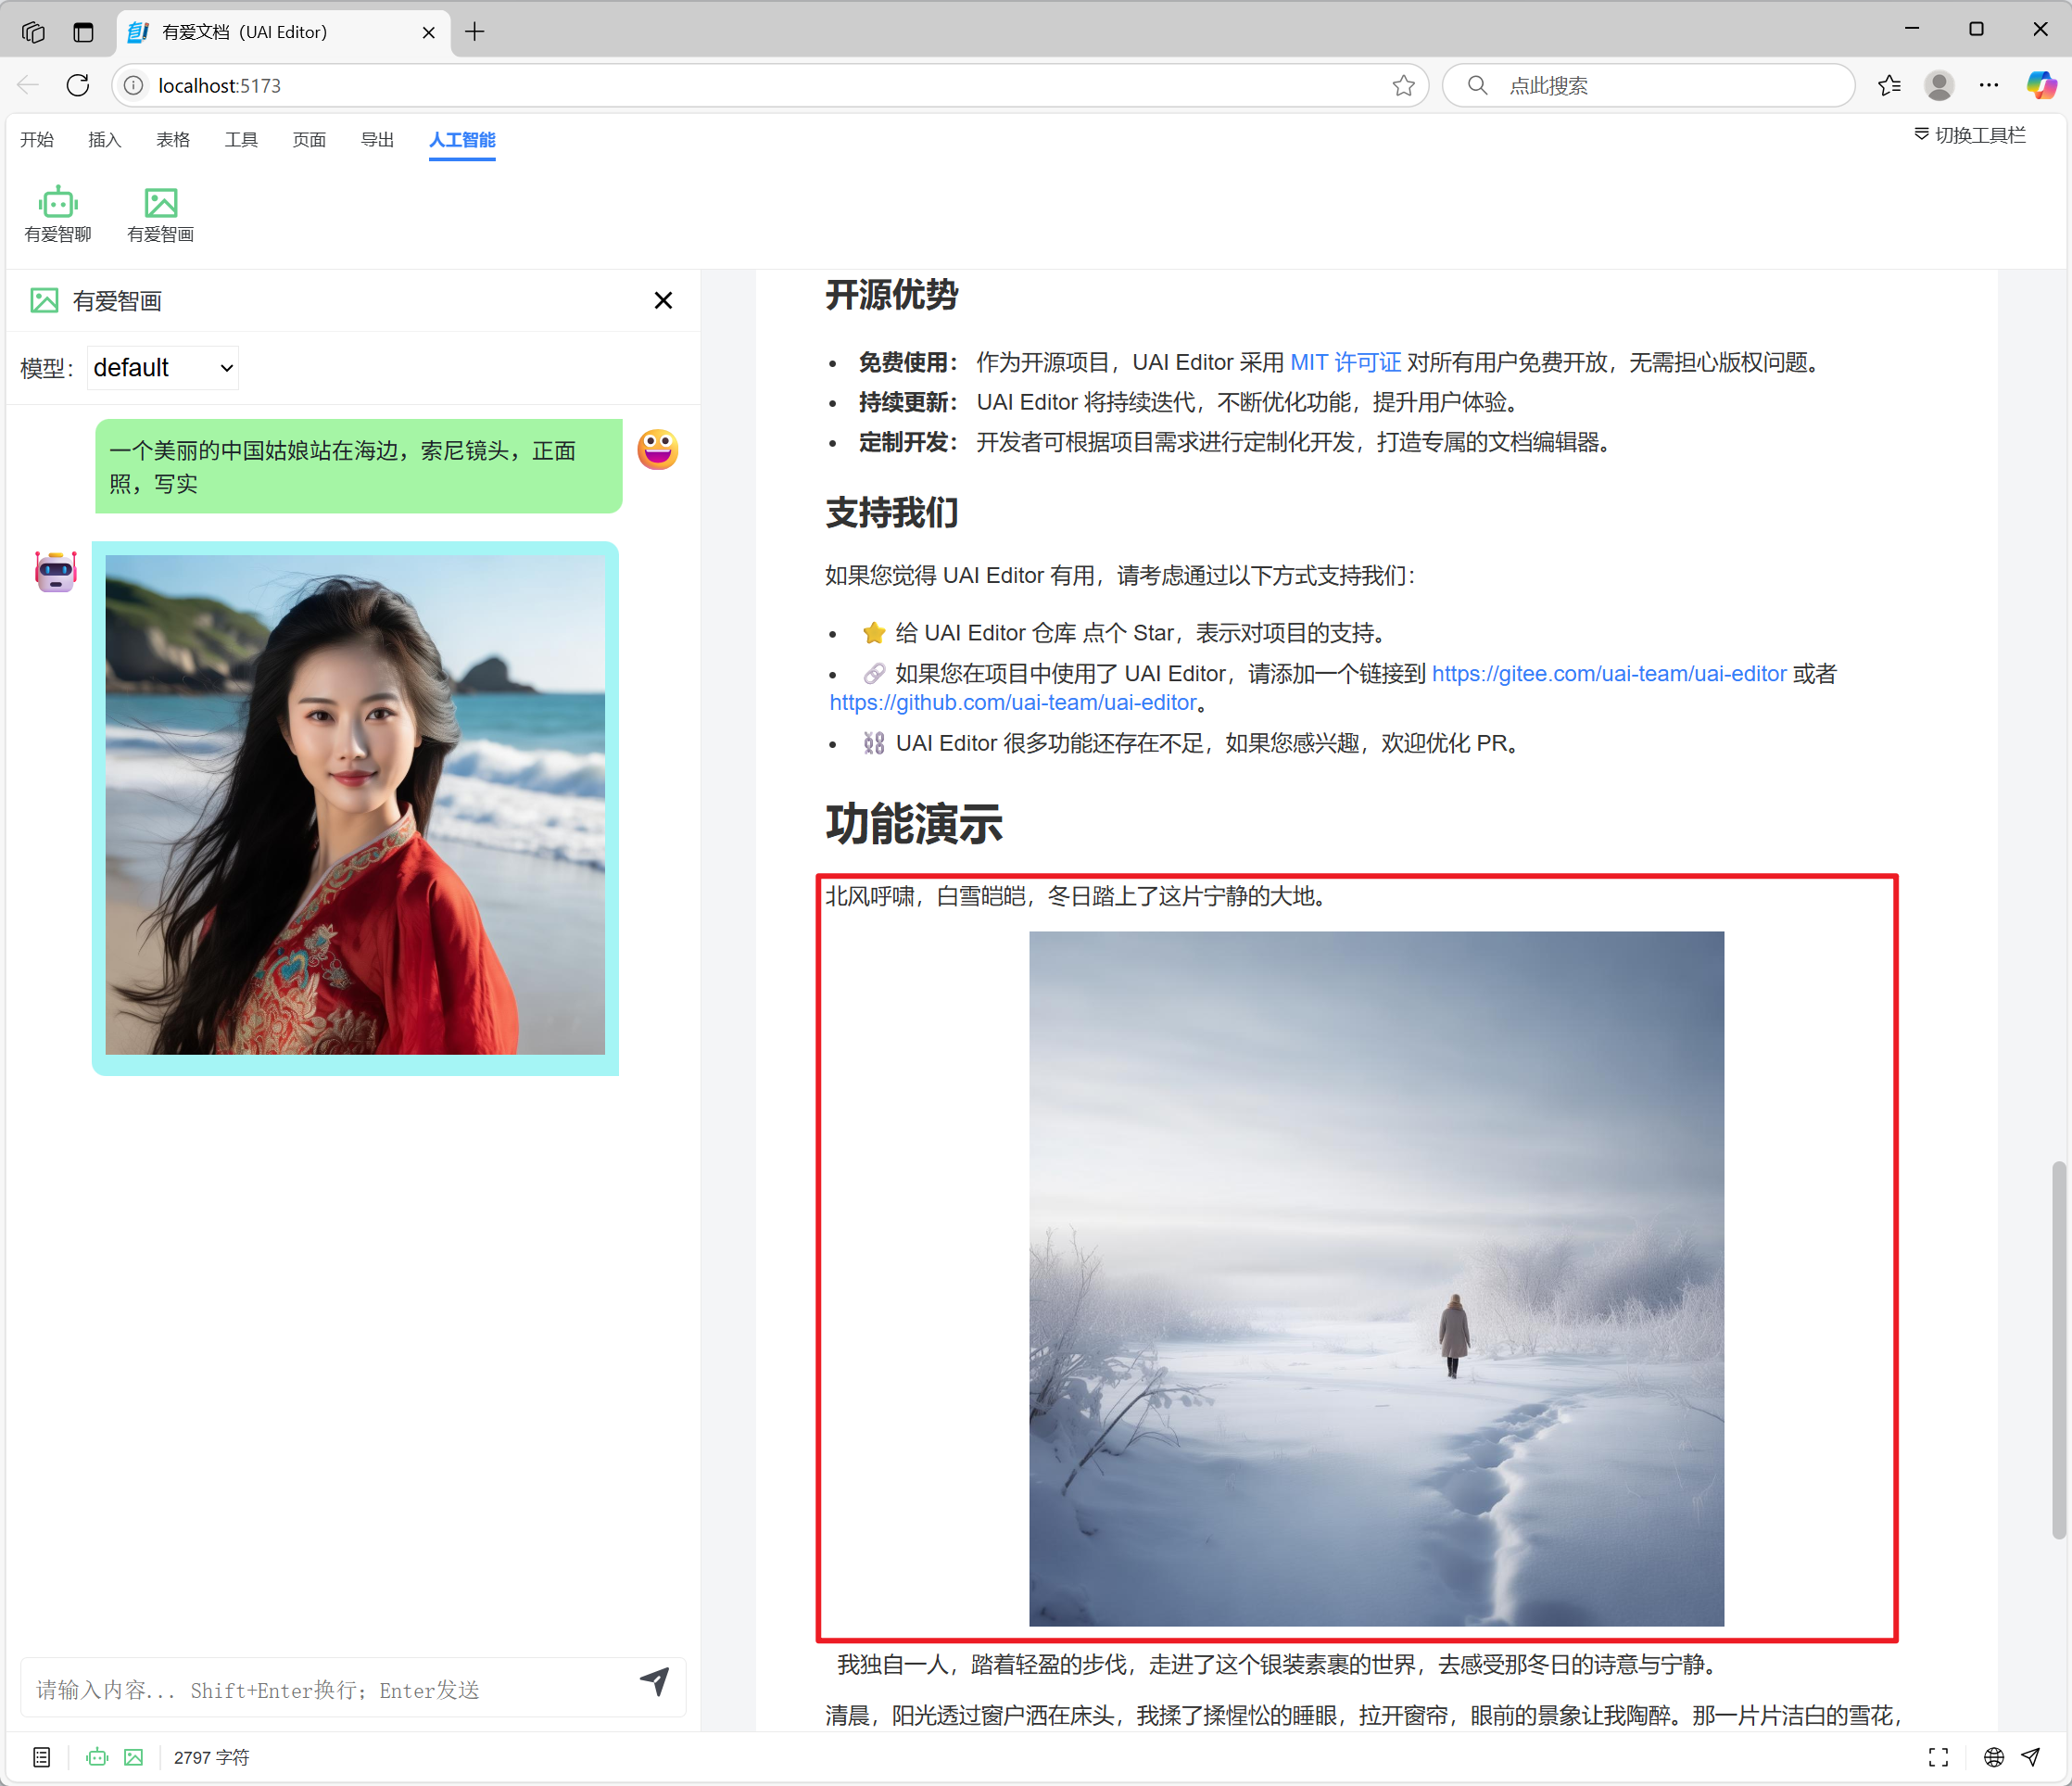 有爱文档（UAI Editor）
localhost:5173
点此搜索
开始 插入 表格 工具 页面 导出 人工智能
切换工具栏
有爱智聊 有爱智画
有爱智画
模型： default
一个美丽的中国姑娘站在海边，索尼镜头，正面
照，写实
请输入内容... Shift+Enter换行；Enter发送
开源优势
• 免费使用： 作为开源项目，UAI Editor 采用 MIT 许可证 对所有用户免费开放，无需担心版权问题。
• 持续更新： UAI Editor 将持续迭代，不断优化功能，提升用户体验。
• 定制开发： 开发者可根据项目需求进行定制化开发，打造专属的文档编辑器。
支持我们
如果您觉得 UAI Editor 有用，请考虑通过以下方式支持我们：
• ⭐ 给 UAI Editor 仓库 点个 Star，表示对项目的支持。
• 🔗 如果您在项目中使用了 UAI Editor，请添加一个链接到 https://gitee.com/uai-team/uai-editor 或者
https://github.com/uai-team/uai-editor。
• ⛓ UAI Editor 很多功能还存在不足，如果您感兴趣，欢迎优化 PR。
功能演示
北风呼啸，白雪皑皑，冬日踏上了这片宁静的大地。
我独自一人，踏着轻盈的步伐，走进了这个银装素裹的世界，去感受那冬日的诗意与宁静。
清晨，阳光透过窗户洒在床头，我揉了揉惺忪的睡眼，拉开窗帘，眼前的景象让我陶醉。那一片片洁白的雪花，
2797 字符